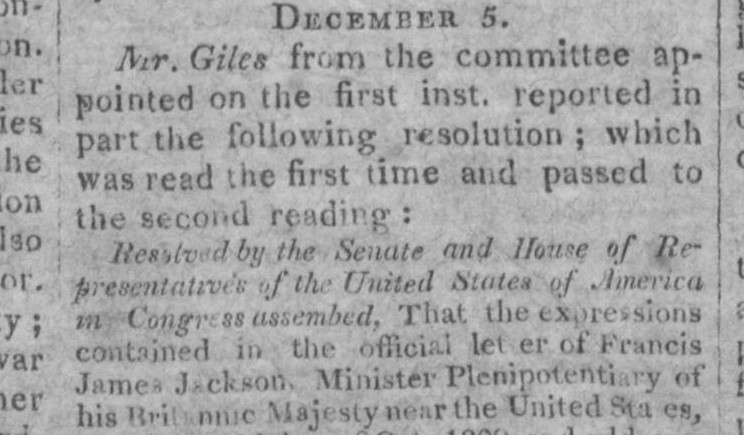 DECEMBER 5.
Mr. Giles from the committee ap-
pointed on the first inst. reported in
part the following resolution; which
was read the first time and passed to
the second reading:
Resolved by the Senate and House of Re-
presentatives of the United States of America
in Congress assembed, That the expressions
contained in the official let er of Francis
James Jackson, Minister Plenipotentiary of
his Britannic Majesty near the United Sta es,